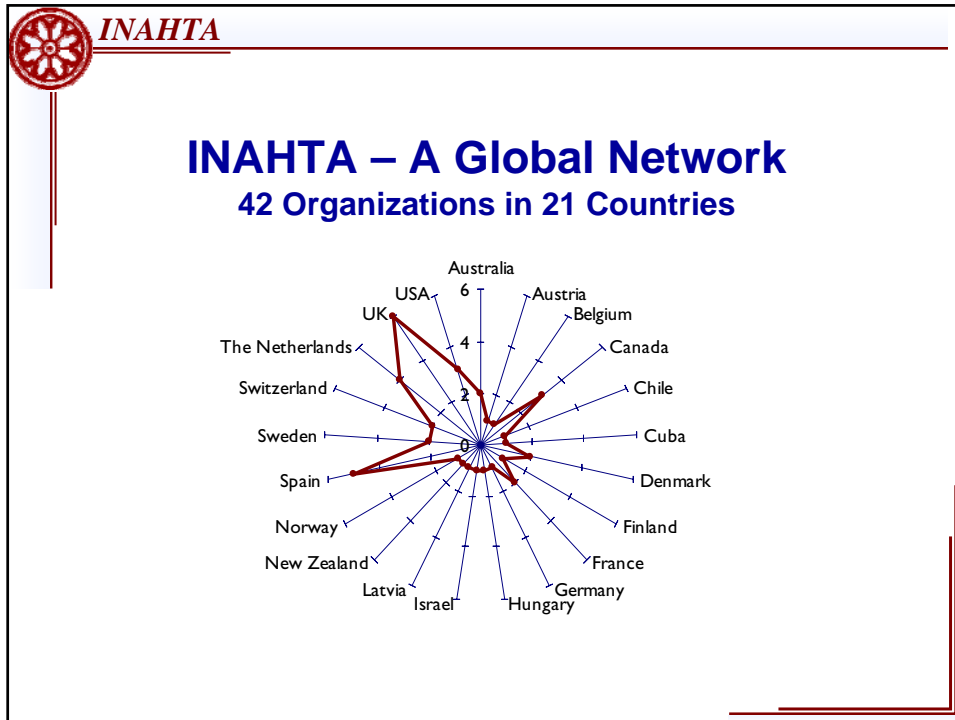 INAHTA
INAHTA – A Global Network
42 Organizations in 21 Countries
Australia
Austria
Belgium
Canada
Chile
Cuba
Denmark
Finland
France
Germany
Hungary
Israel
Latvia
New Zealand
Norway
Spain
Sweden
Switzerland
The Netherlands
UK
USA
6
4
2
0